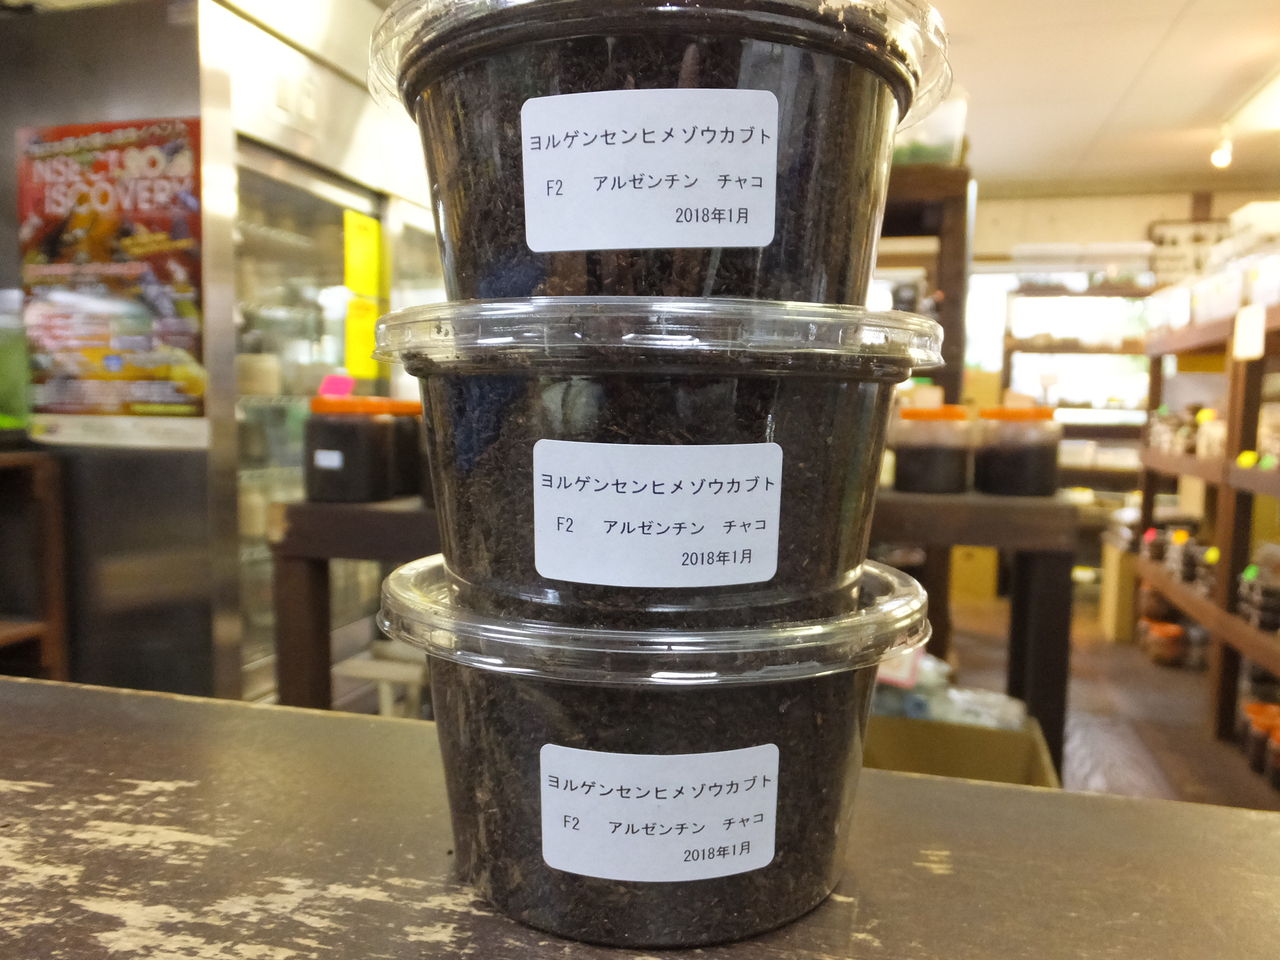 INSECT
DISCOVERY
ヨルゲンセンヒメゾウカブト
F2 アルゼンチン チャコ
2018年1月
ヨルゲンセンヒメゾウカブト
F2 アルゼンチン チャコ
2018年1月
ヨルゲンセンヒメゾウカブト
F2 アルゼンチン チャコ
2018年1月